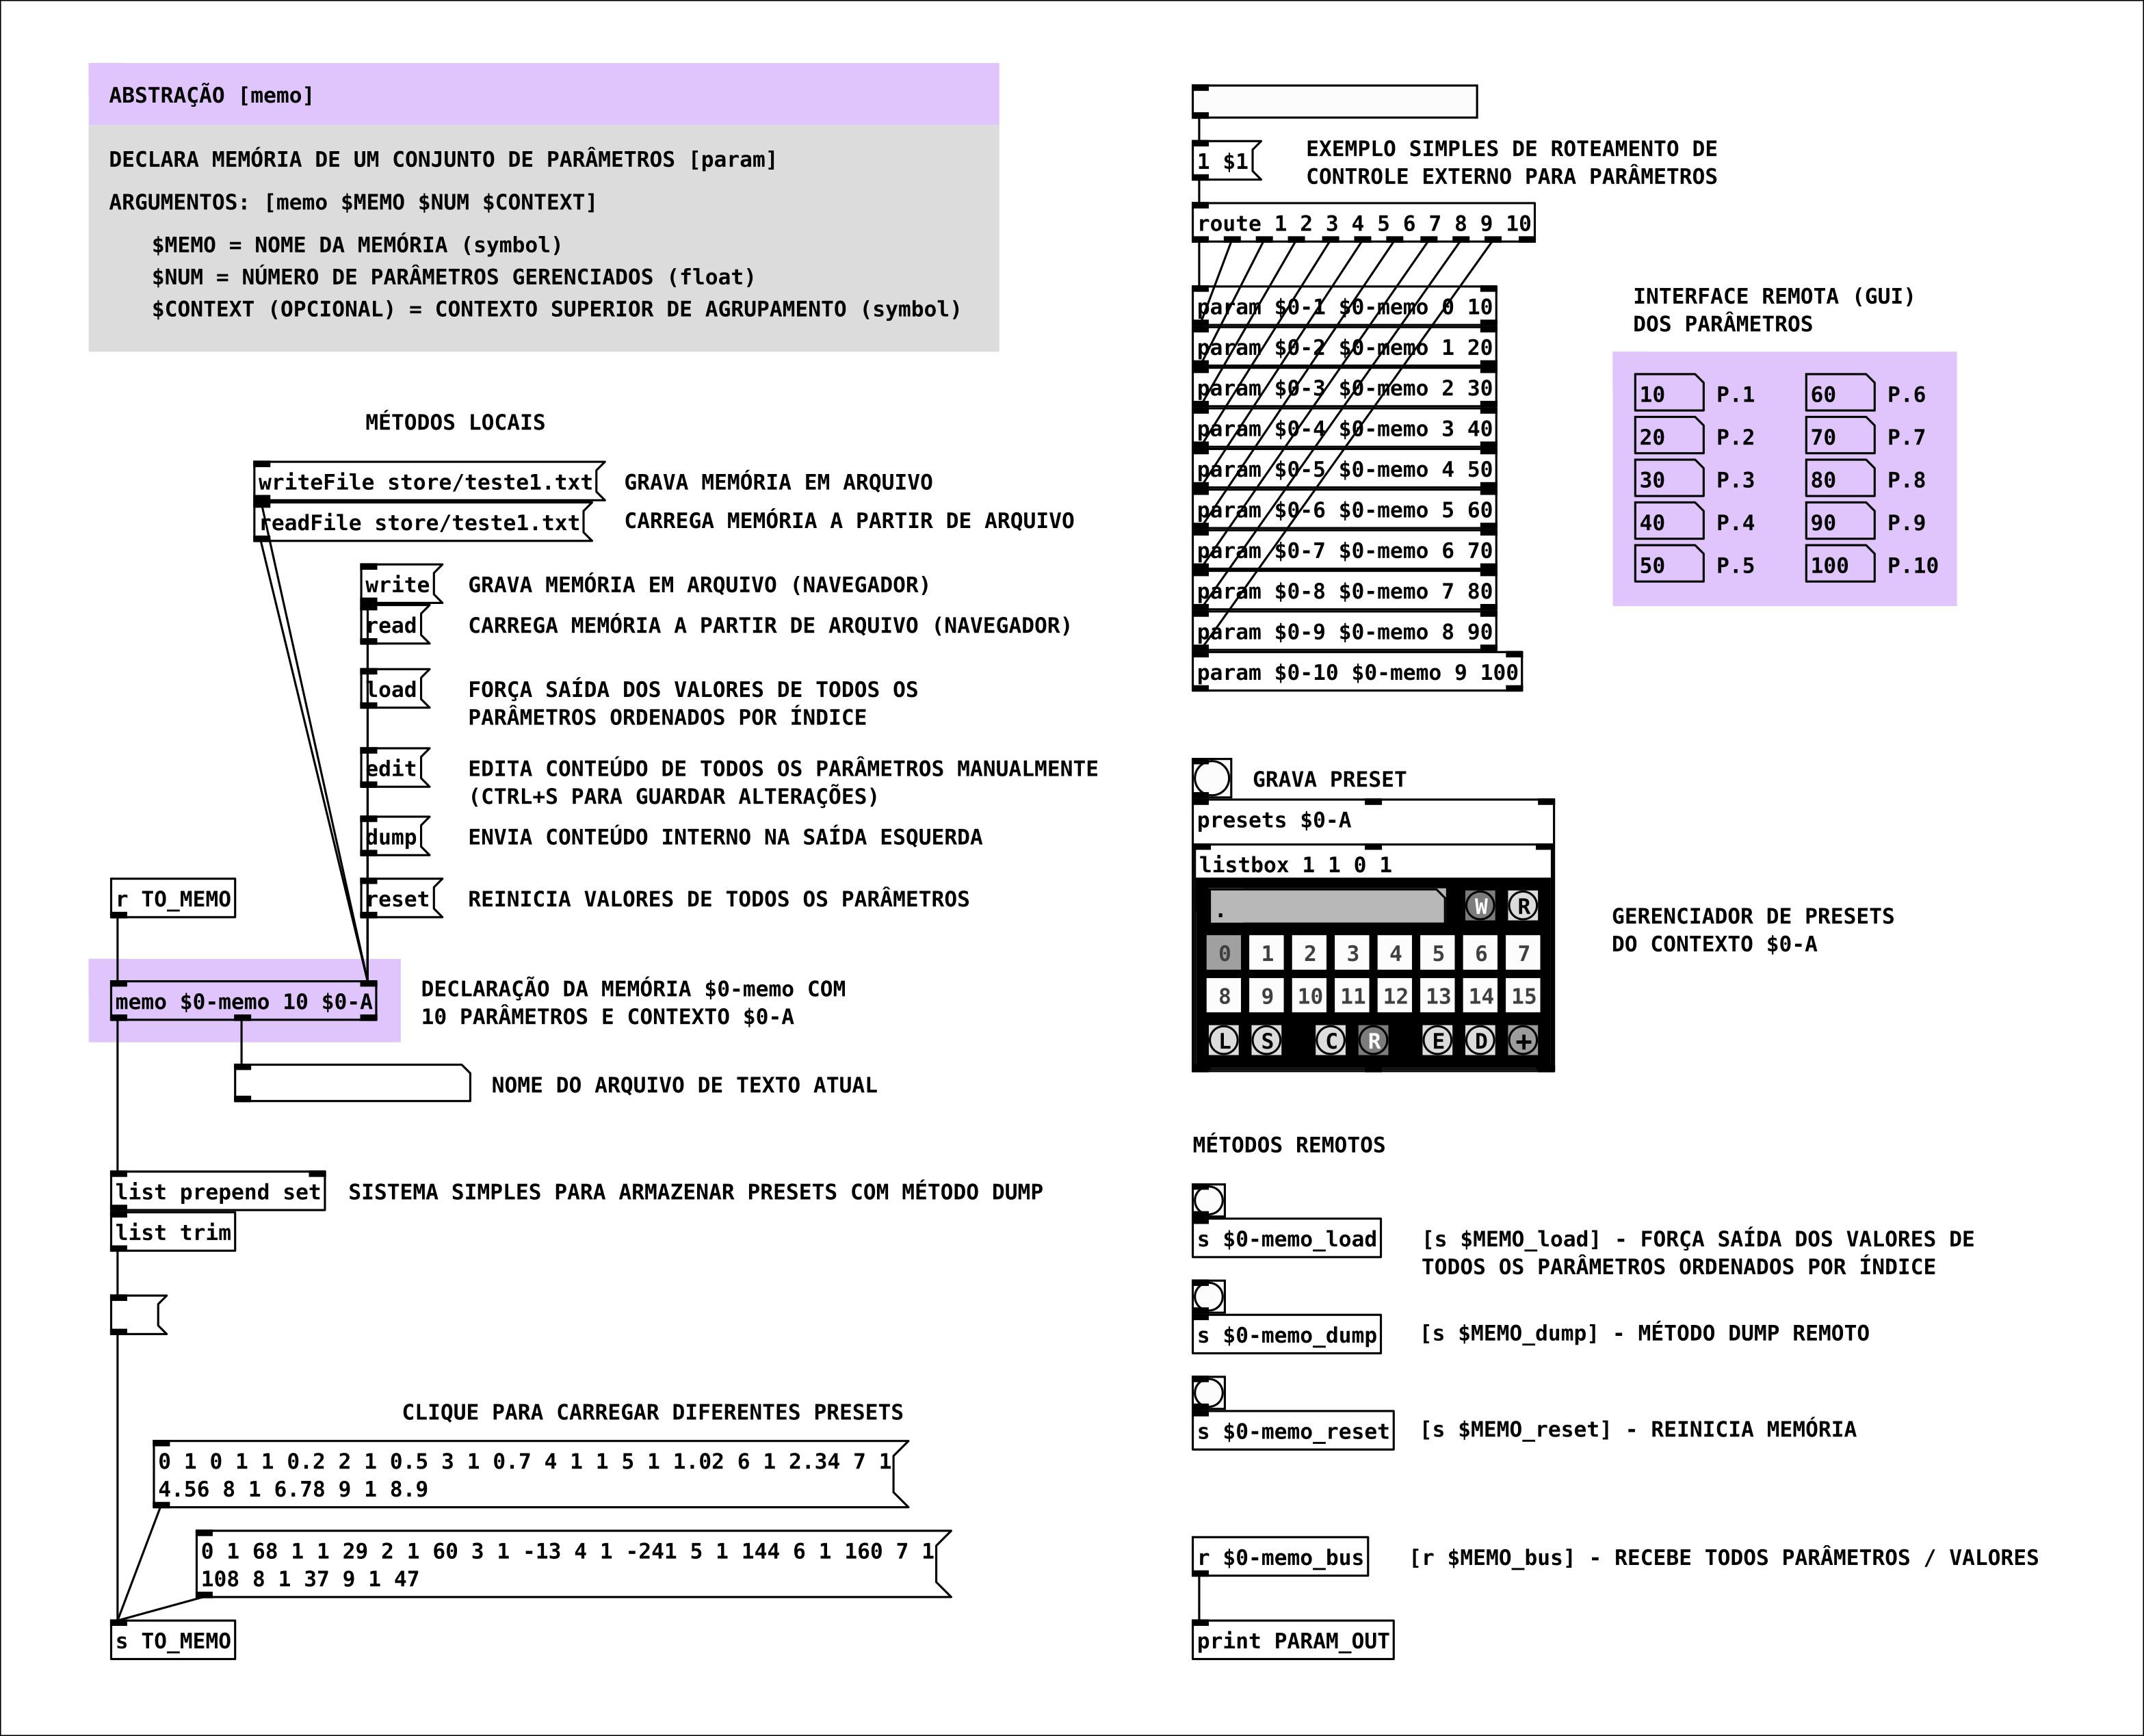 ABSTRAÇÃO [memo]
DECLARA MEMÓRIA DE UM CONJUNTO DE PARÂMETROS [param]
ARGUMENTOS: [memo $MEMO $NUM $CONTEXT]
$MEMO = NOME DA MEMÓRIA (symbol)
$NUM = NÚMERO DE PARÂMETROS GERENCIADOS (float)
$CONTEXT (OPCIONAL) = CONTEXTO SUPERIOR DE AGRUPAMENTO (symbol)
MÉTODOS LOCAIS
writeFile store/teste1.txt
GRAVA MEMÓRIA EM ARQUIVO
readFile store/teste1.txt
CARREGA MEMÓRIA A PARTIR DE ARQUIVO
write
GRAVA MEMÓRIA EM ARQUIVO (NAVEGADOR)
read
CARREGA MEMÓRIA A PARTIR DE ARQUIVO (NAVEGADOR)
load
FORÇA SAÍDA DOS VALORES DE TODOS OS
PARÂMETROS ORDENADOS POR ÍNDICE
edit
EDITA CONTEÚDO DE TODOS OS PARÂMETROS MANUALMENTE
(CTRL+S PARA GUARDAR ALTERAÇÕES)
dump
ENVIA CONTEÚDO INTERNO NA SAÍDA ESQUERDA
r TO_MEMO
reset
REINICIA VALORES DE TODOS OS PARÂMETROS
memo $0-memo 10 $0-A
DECLARAÇÃO DA MEMÓRIA $0-memo COM
10 PARÂMETROS E CONTEXTO $0-A
NOME DO ARQUIVO DE TEXTO ATUAL
list prepend set
SISTEMA SIMPLES PARA ARMAZENAR PRESETS COM MÉTODO DUMP
list trim
CLIQUE PARA CARREGAR DIFERENTES PRESETS
0 1 0 1 1 0.2 2 1 0.5 3 1 0.7 4 1 1 5 1 1.02 6 1 2.34 7 1
4.56 8 1 6.78 9 1 8.9
0 1 68 1 1 29 2 1 60 3 1 -13 4 1 -241 5 1 144 6 1 160 7 1
108 8 1 37 9 1 47
s TO_MEMO
1 $1
EXEMPLO SIMPLES DE ROTEAMENTO DE
CONTROLE EXTERNO PARA PARÂMETROS
route 1 2 3 4 5 6 7 8 9 10
param $0-1 $0-memo 0 10
param $0-2 $0-memo 1 20
param $0-3 $0-memo 2 30
param $0-4 $0-memo 3 40
param $0-5 $0-memo 4 50
param $0-6 $0-memo 5 60
param $0-7 $0-memo 6 70
param $0-8 $0-memo 7 80
param $0-9 $0-memo 8 90
param $0-10 $0-memo 9 100
INTERFACE REMOTA (GUI)
DOS PARÂMETROS
10 P.1 60 P.6
20 P.2 70 P.7
30 P.3 80 P.8
40 P.4 90 P.9
50 P.5 100 P.10
GRAVA PRESET
presets $0-A
listbox 1 1 0 1
. W R
0 1 2 3 4 5 6 7
8 9 10 11 12 13 14 15
L S C R E D +
GERENCIADOR DE PRESETS
DO CONTEXTO $0-A
MÉTODOS REMOTOS
s $0-memo_load
[s $MEMO_load] - FORÇA SAÍDA DOS VALORES DE
TODOS OS PARÂMETROS ORDENADOS POR ÍNDICE
s $0-memo_dump
[s $MEMO_dump] - MÉTODO DUMP REMOTO
s $0-memo_reset
[s $MEMO_reset] - REINICIA MEMÓRIA
r $0-memo_bus
[r $MEMO_bus] - RECEBE TODOS PARÂMETROS / VALORES
print PARAM_OUT